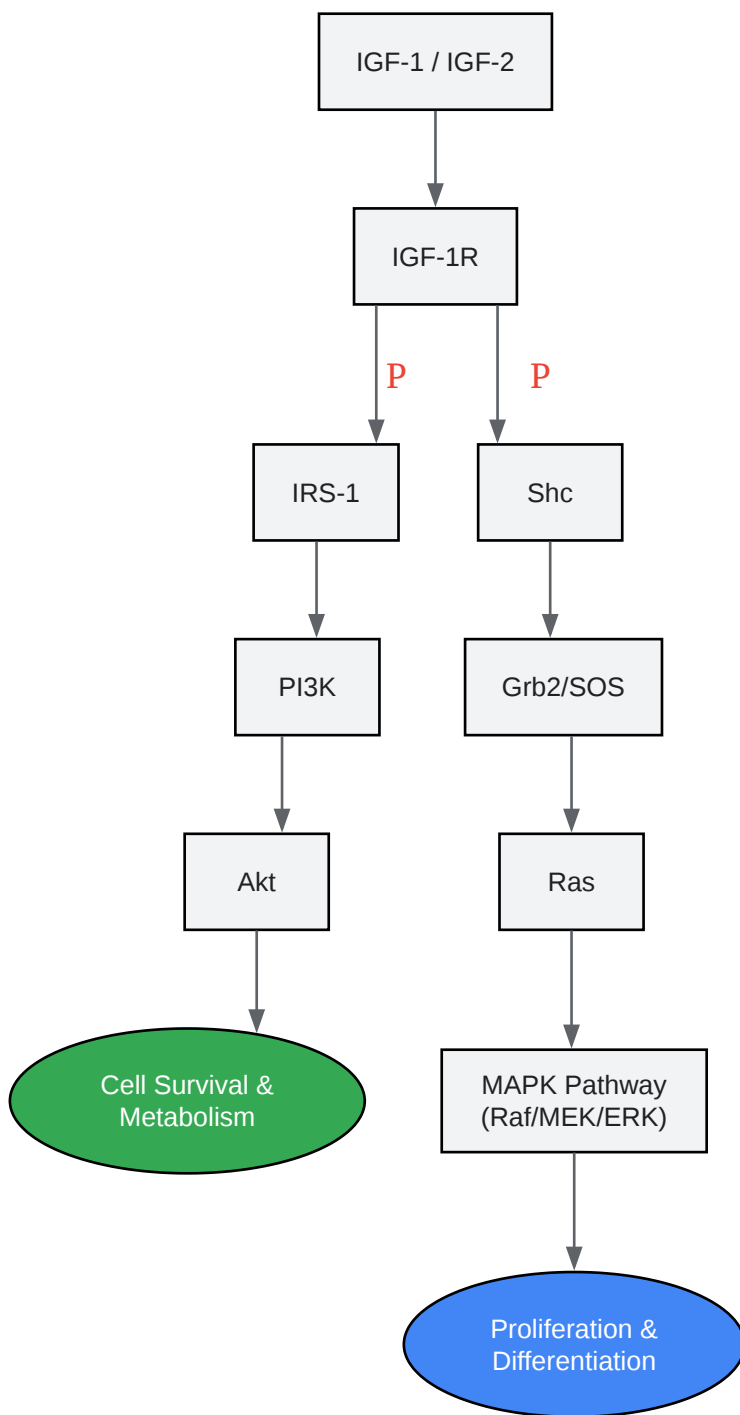 IGF-1 / IGF-2
IGF-1R
P
P
IRS-1
Shc
PI3K
Grb2/SOS
Akt
Ras
Cell Survival &
Metabolism
MAPK Pathway
(Raf/MEK/ERK)
Proliferation &
Differentiation